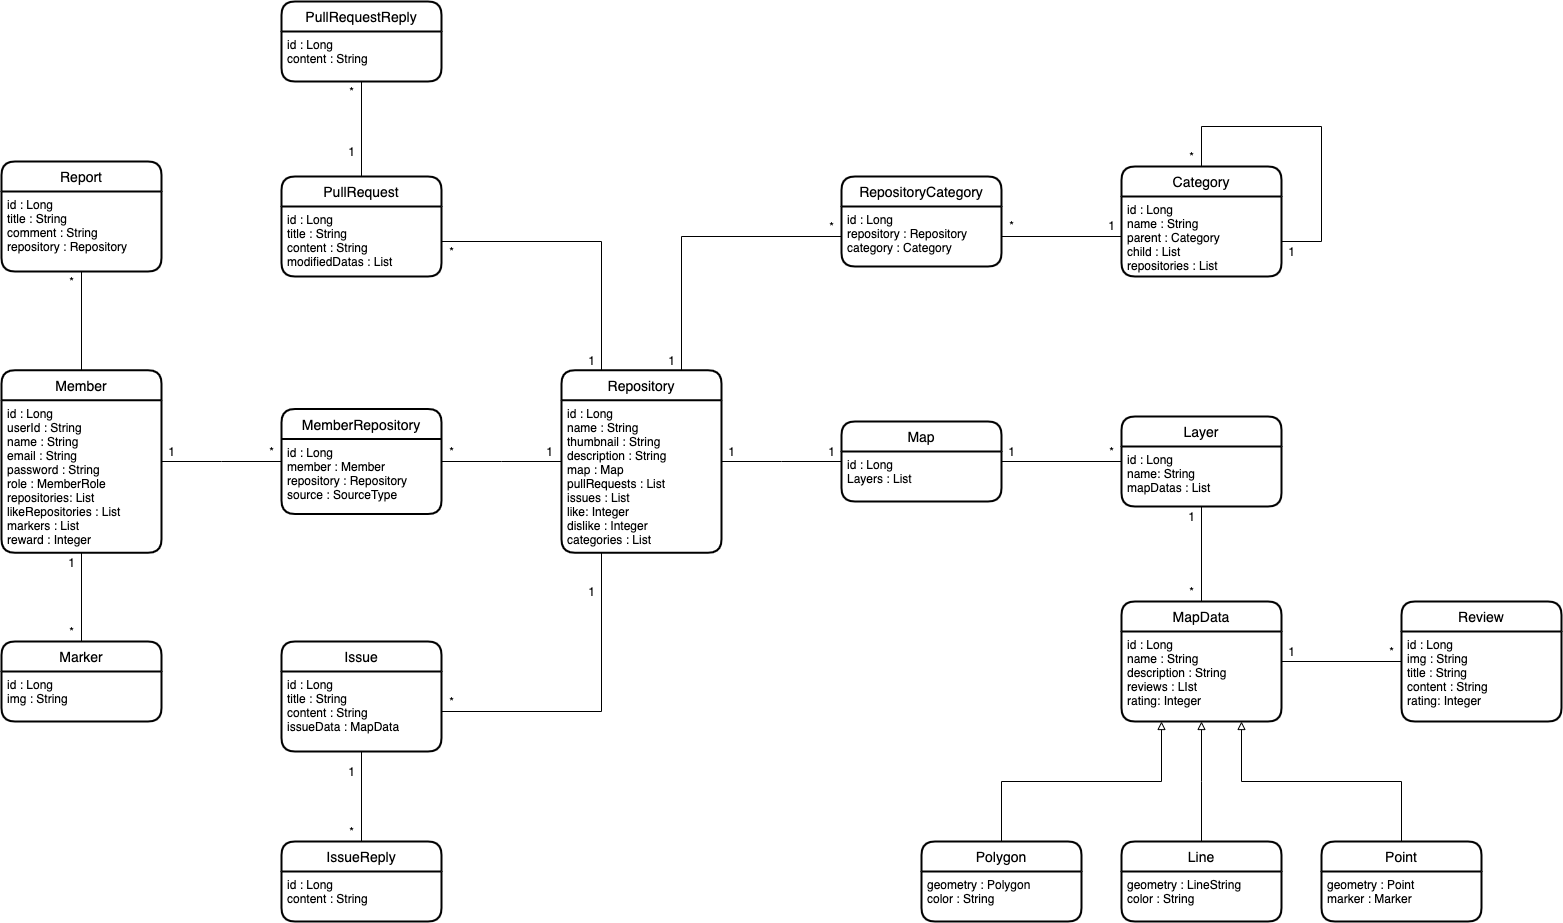 PullRequestReply
id : Long
content : String
*
1
PullRequest
id : Long
title : String
content : String
modifiedDatas : List
*
1
Report
id : Long
title : String
comment : String
repository : Repository
*
Member
id : Long
userId : String
name : String
email : String
password : String
role : MemberRole
repositories: List
likeRepositories : List
markers : List
reward : Integer
1
*
1
*
Marker
id : Long
img : String
MemberRepository
id : Long
member : Member
repository : Repository
source : SourceType
*
1
Repository
id : Long
name : String
thumbnail : String
description : String
map : Map
pullRequests : List
issues : List
like: Integer
dislike : Integer
categories : List
1
*
RepositoryCategory
id : Long
repository : Repository
category : Category
*
1
Category
id : Long
name : String
parent : Category
child : List
repositories : List
*
1
1
1
Map
id : Long
Layers : List
1
*
Layer
id : Long
name: String
mapDatas : List
1
*
MapData
id : Long
name : String
description : String
reviews : LIst
rating: Integer
1
*
Review
id : Long
img : String
title : String
content : String
rating: Integer
1
*
Issue
id : Long
title : String
content : String
issueData : MapData
1
*
IssueReply
id : Long
content : String
Polygon
geometry : Polygon
color : String
Line
geometry : LineString
color : String
Point
geometry : Point
marker : Marker